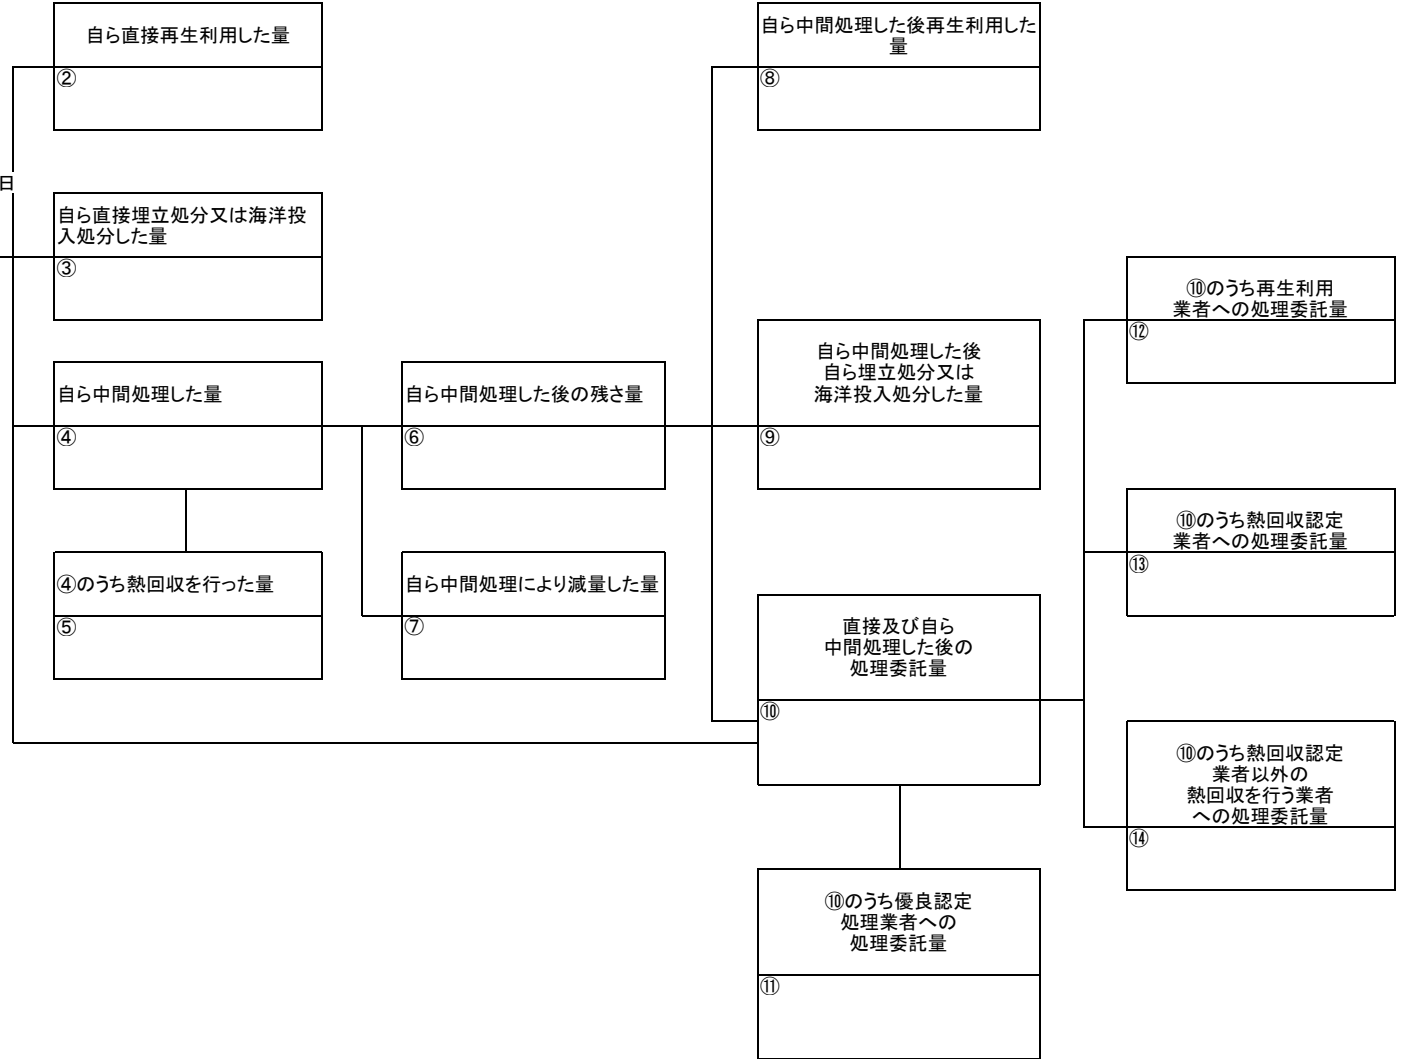 自ら直接再生利用した量
②
自ら中間処理した後再生利用した
量
⑧
日
自ら直接埋立処分又は海洋投
入処分した量
③
⑩のうち再生利用
業者への処理委託量
⑫
自ら中間処理した量
④
自ら中間処理した後の残さ量
⑥
自ら中間処理した後
自ら埋立処分又は
海洋投入処分した量
⑨
⑩のうち熱回収認定
業者への処理委託量
⑬
④のうち熱回収を行った量
⑤
自ら中間処理により減量した量
⑦
直接及び自ら
中間処理した後の
処理委託量
⑩
⑩のうち熱回収認定
業者以外の
熱回収を行う業者
への処理委託量
⑭
⑩のうち優良認定
処理業者への
処理委託量
⑪